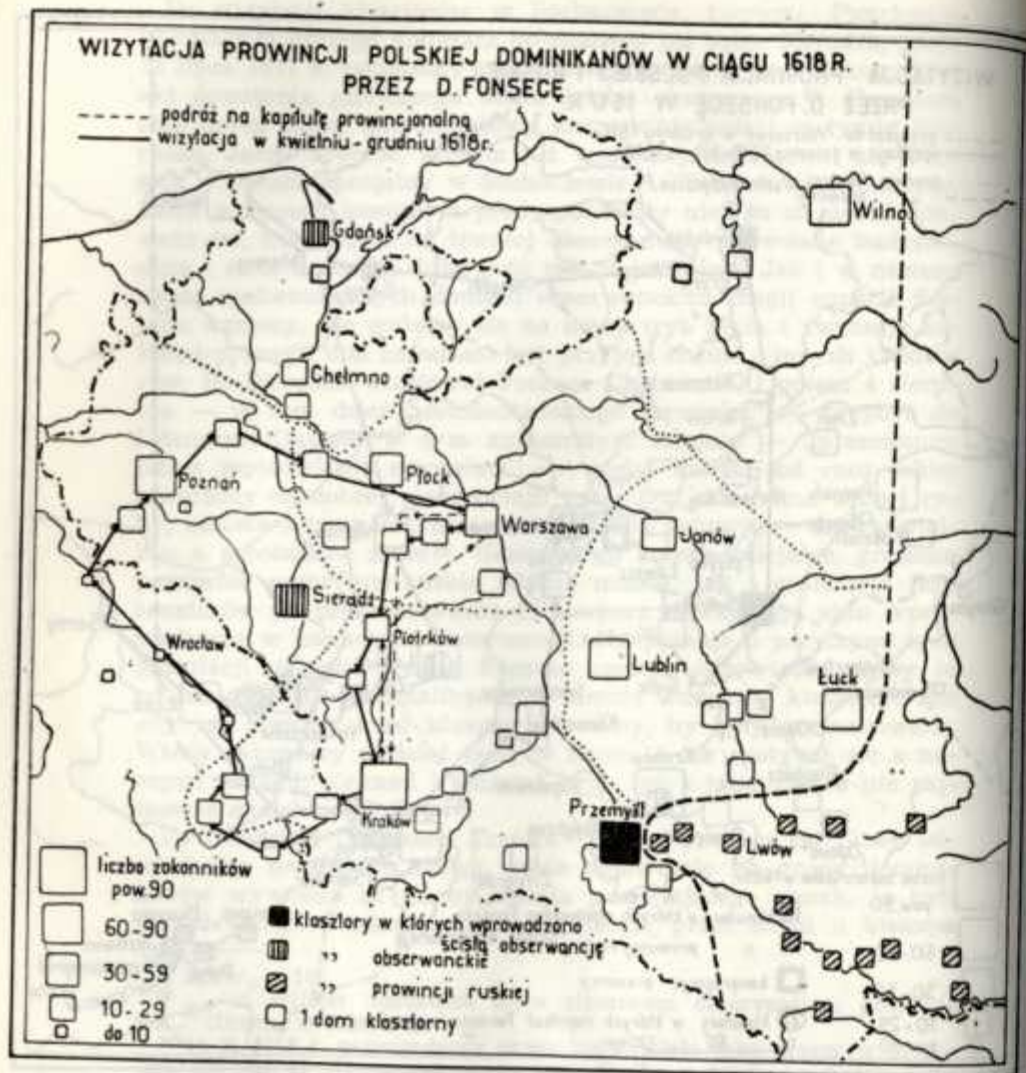 WIZYTACJA PROWINCJI POLSKIEJ DOMINIKANÓW W CIĄGU 1618 R.
PRZEZ D. FONSECĘ
podróż na kapitułę prowincjonalną
wizytacja w kwietniu - grudniu 1618 r.
Wilno
Gdańsk
Chełmno
Poznań
Płock
Warszawa
Janów
Sieradz
Piotrków
Wrocław
Lublin
Łuck
Kraków
Przemyśl
Lwów
liczba zakonników
pow. 90
60-90
30-59
10-29
do 10
klasztory w których wprowadzono
ścisłą obserwancję
„ obserwanckie
„ prowincji ruskiej
1 dom klasztorny